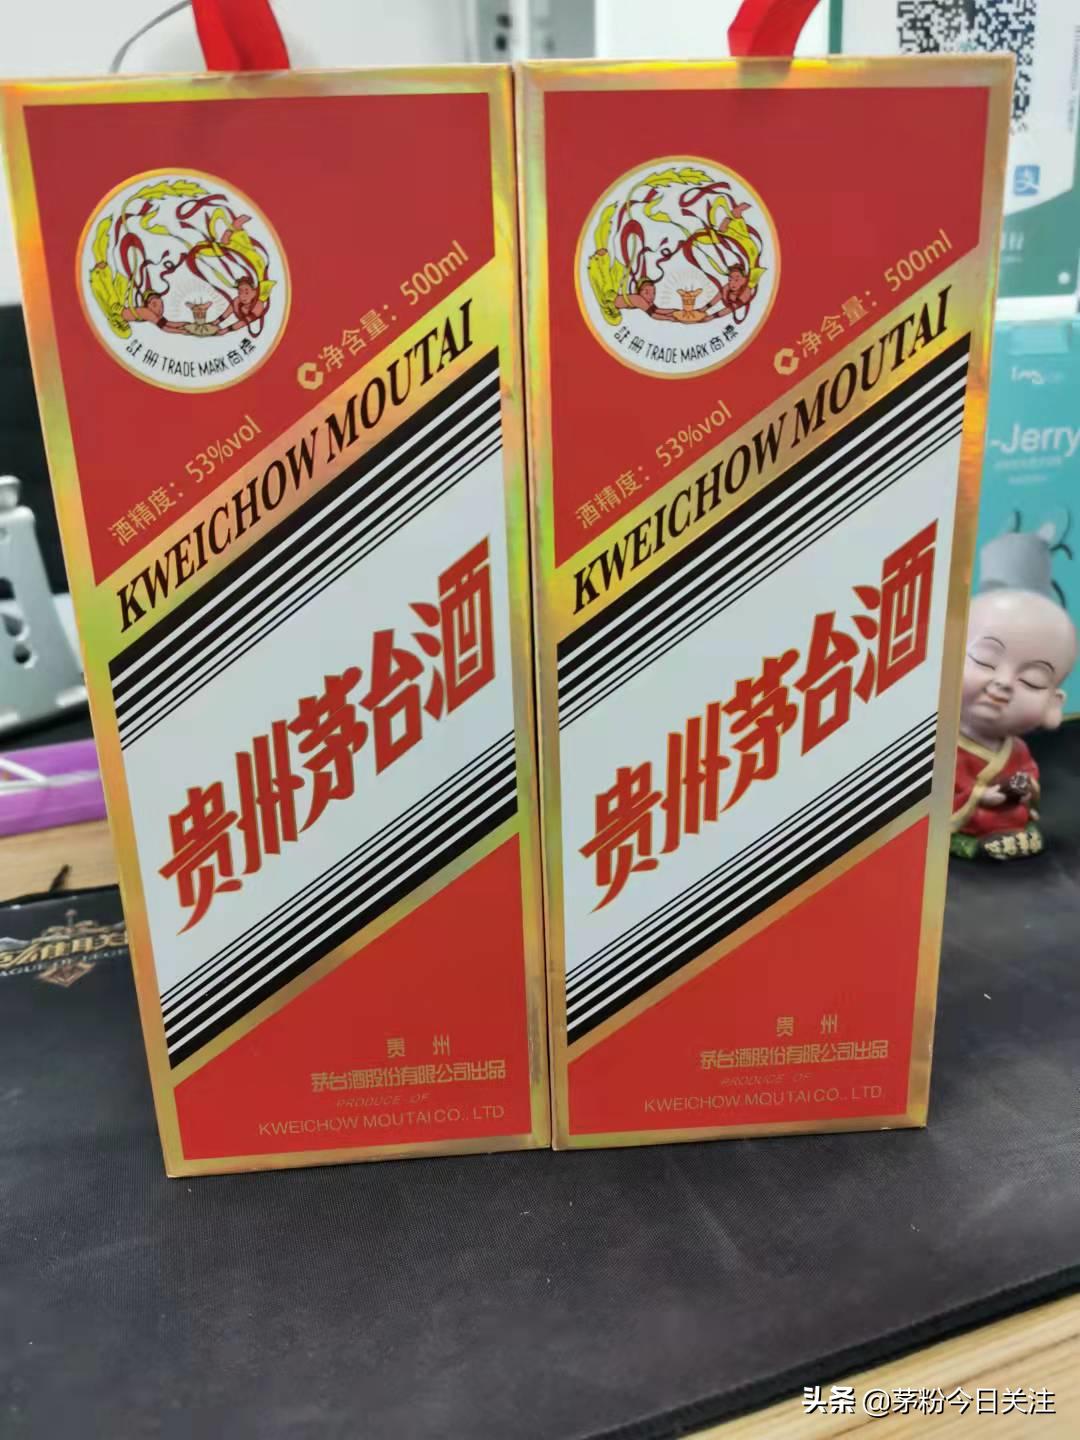 註冊 TRADE MARK 商標
净含量：500ml
酒精度：53%vol
KWEICHOW MOUTAI
贵州茅台酒
贵 州
茅台酒股份有限公司出品
PRODUCE OF
KWEICHOW MOUTAI CO., LTD
註冊 TRADE MARK 商標
净含量：500ml
酒精度：53%vol
KWEICHOW MOUTAI
贵州茅台酒
贵 州
茅台酒股份有限公司出品
PRODUCE OF
KWEICHOW MOUTAI CO., LTD.
-Jerry
头条 @茅粉今日关注